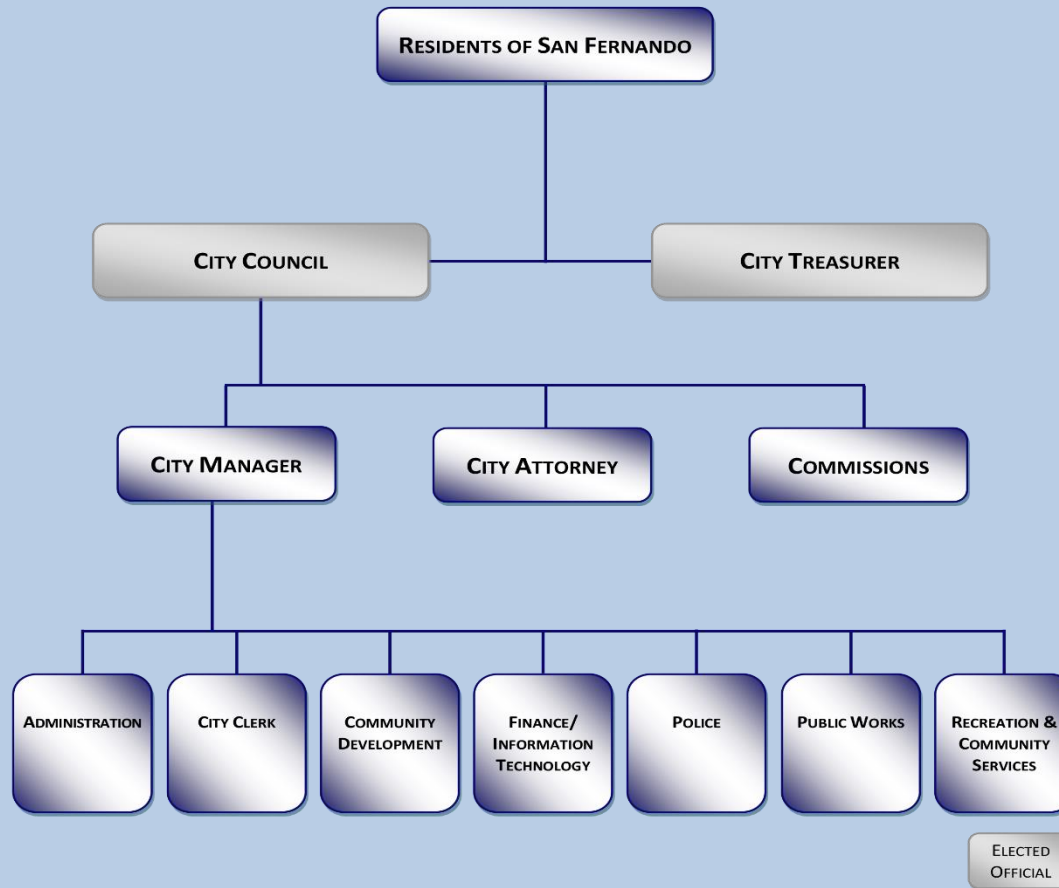 RESIDENTS OF SAN FERNANDO
CITY COUNCIL
CITY TREASURER
CITY MANAGER
CITY ATTORNEY
COMMISSIONS
ADMINISTRATION
CITY CLERK
COMMUNITY
DEVELOPMENT
FINANCE/
INFORMATION
TECHNOLOGY
POLICE
PUBLIC WORKS
RECREATION &
COMMUNITY
SERVICES
ELECTED
OFFICIAL